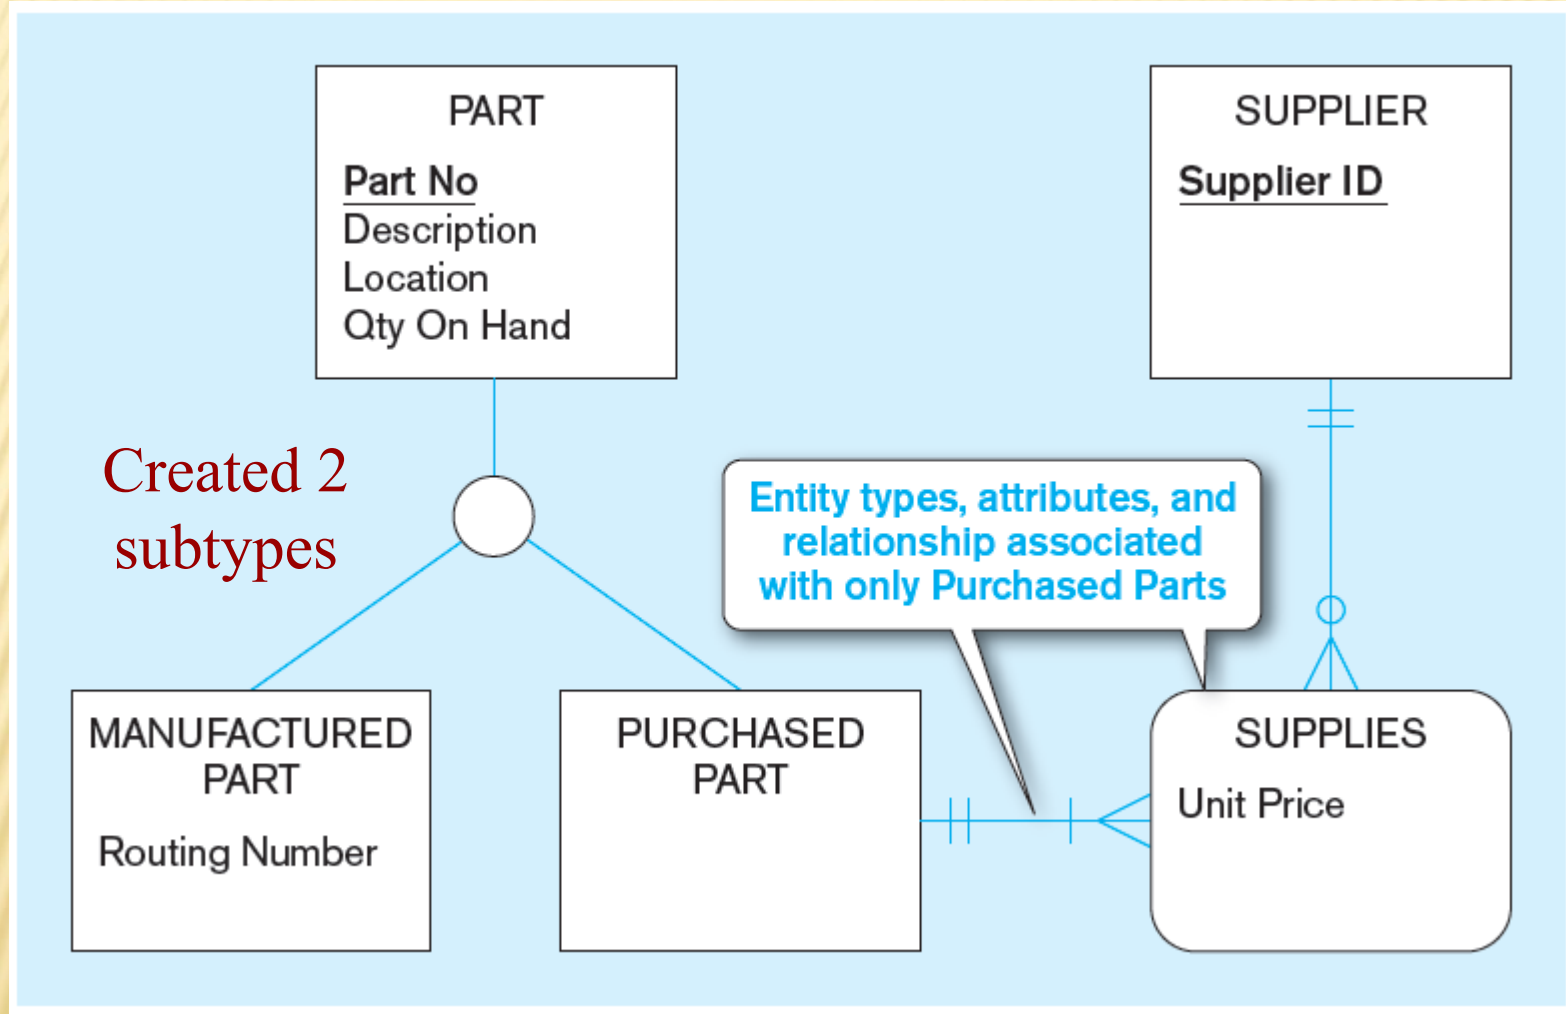 PART
Part No
Description
Location
Qty On Hand
SUPPLIER
Supplier ID
Created 2
subtypes
Entity types, attributes, and
relationship associated
with only Purchased Parts
MANUFACTURED
PART
Routing Number
PURCHASED
PART
SUPPLIES
Unit Price